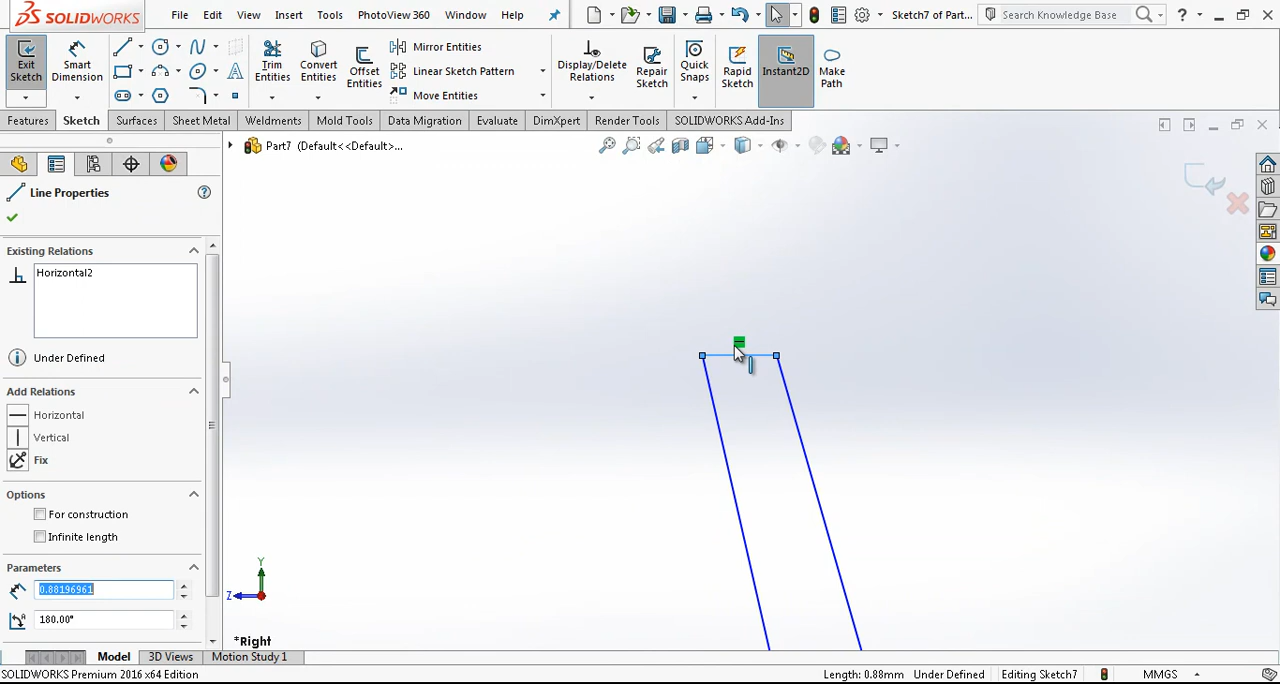 SOLIDWORKS File Edit View Insert Tools PhotoView 360 Window Help Sketch7 of Part... Search Knowledge Base ?
Exit Sketch
Smart Dimension
Trim Entities
Convert Entities
Offset Entities
Mirror Entities
Linear Sketch Pattern
Move Entities
Display/Delete Relations
Repair Sketch
Quick Snaps
Rapid Sketch
Instant2D
Make Path
Features Sketch Surfaces Sheet Metal Weldments Mold Tools Data Migration Evaluate DimXpert Render Tools SOLIDWORKS Add-Ins
Part7 (Default<<Default>...
Line Properties
Existing Relations
Horizontal2
Under Defined
Add Relations
Horizontal
Vertical
Fix
Options
For construction
Infinite length
Parameters
0.88196961
180.00°
Y
Z
*Right
Model 3D Views Motion Study 1
SOLIDWORKS Premium 2016 x64 Edition Length: 0.88mm Under Defined Editing Sketch7 MMGS